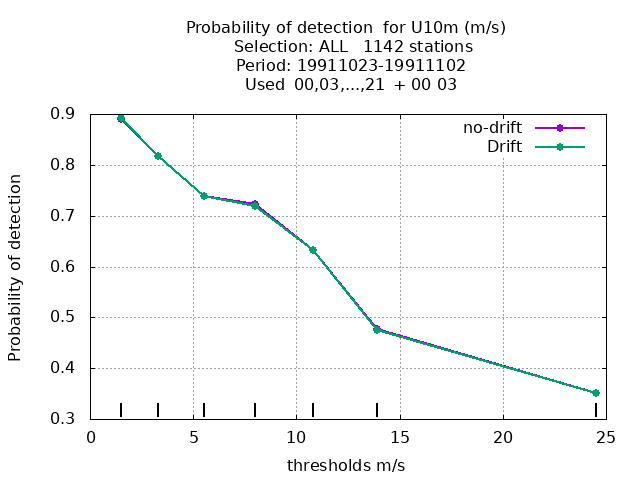 Probability of detection  for U10m (m/s)
Selection: ALL   1142 stations
Period: 19911023-19911102
Used  00,03,...,21  + 00 03
no-drift
Drift
Probability of detection
0.9
0.8
0.7
0.6
0.5
0.4
0.3
0 5 10 15 20 25
thresholds m/s